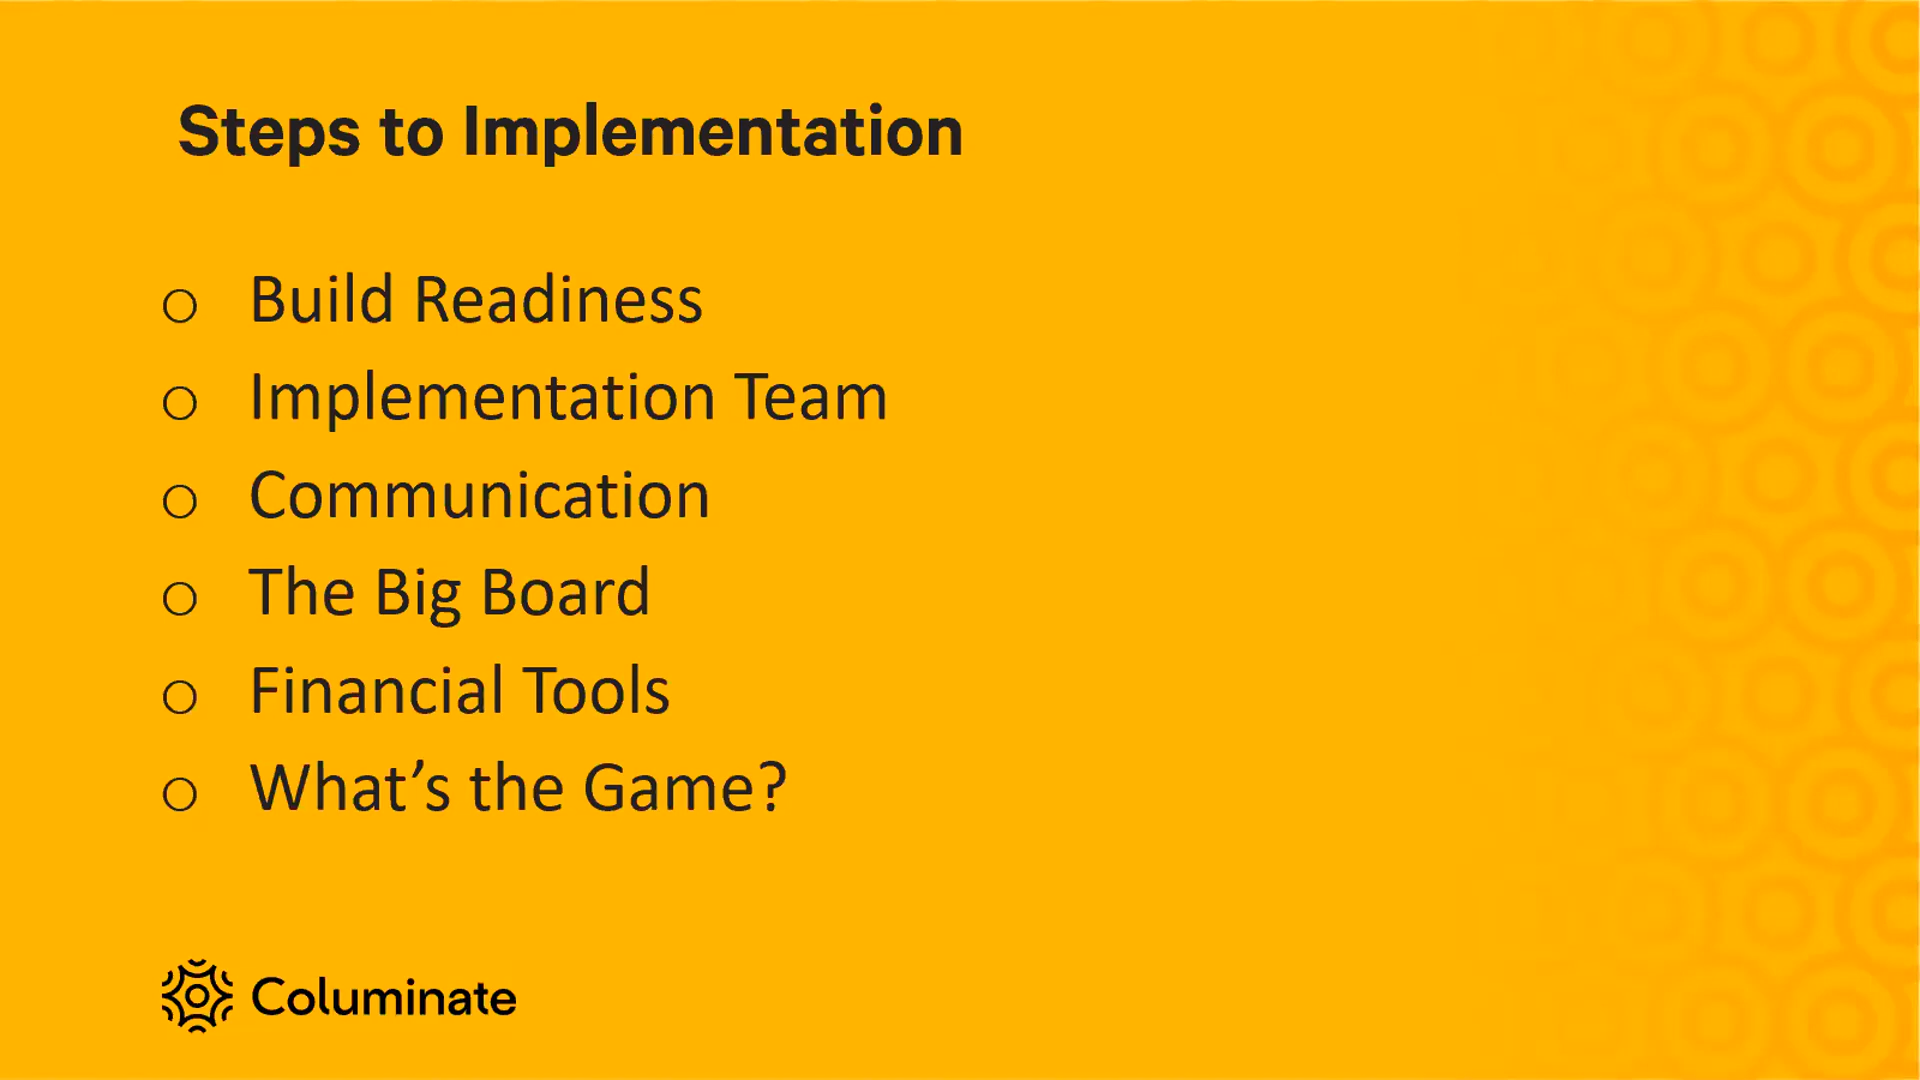 Steps to Implementation
○ Build Readiness
○ Implementation Team
○ Communication
○ The Big Board
○ Financial Tools
○ What’s the Game?
Columinate